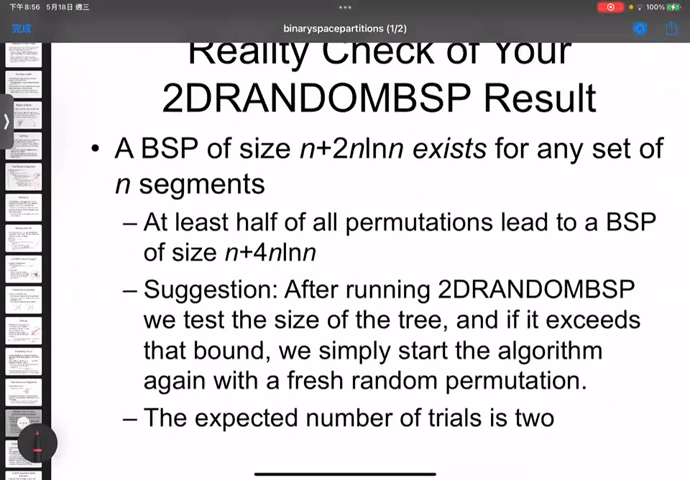 下午8:56 5月18日 週三
100%
完成
binaryspacepartitions (1/2)
Reality Check of Your
2DRANDOMBSP Result
• A BSP of size n+2nlnn exists for any set of
n segments
– At least half of all permutations lead to a BSP
of size n+4nlnn
– Suggestion: After running 2DRANDOMBSP
we test the size of the tree, and if it exceeds
that bound, we simply start the algorithm
again with a fresh random permutation.
– The expected number of trials is two